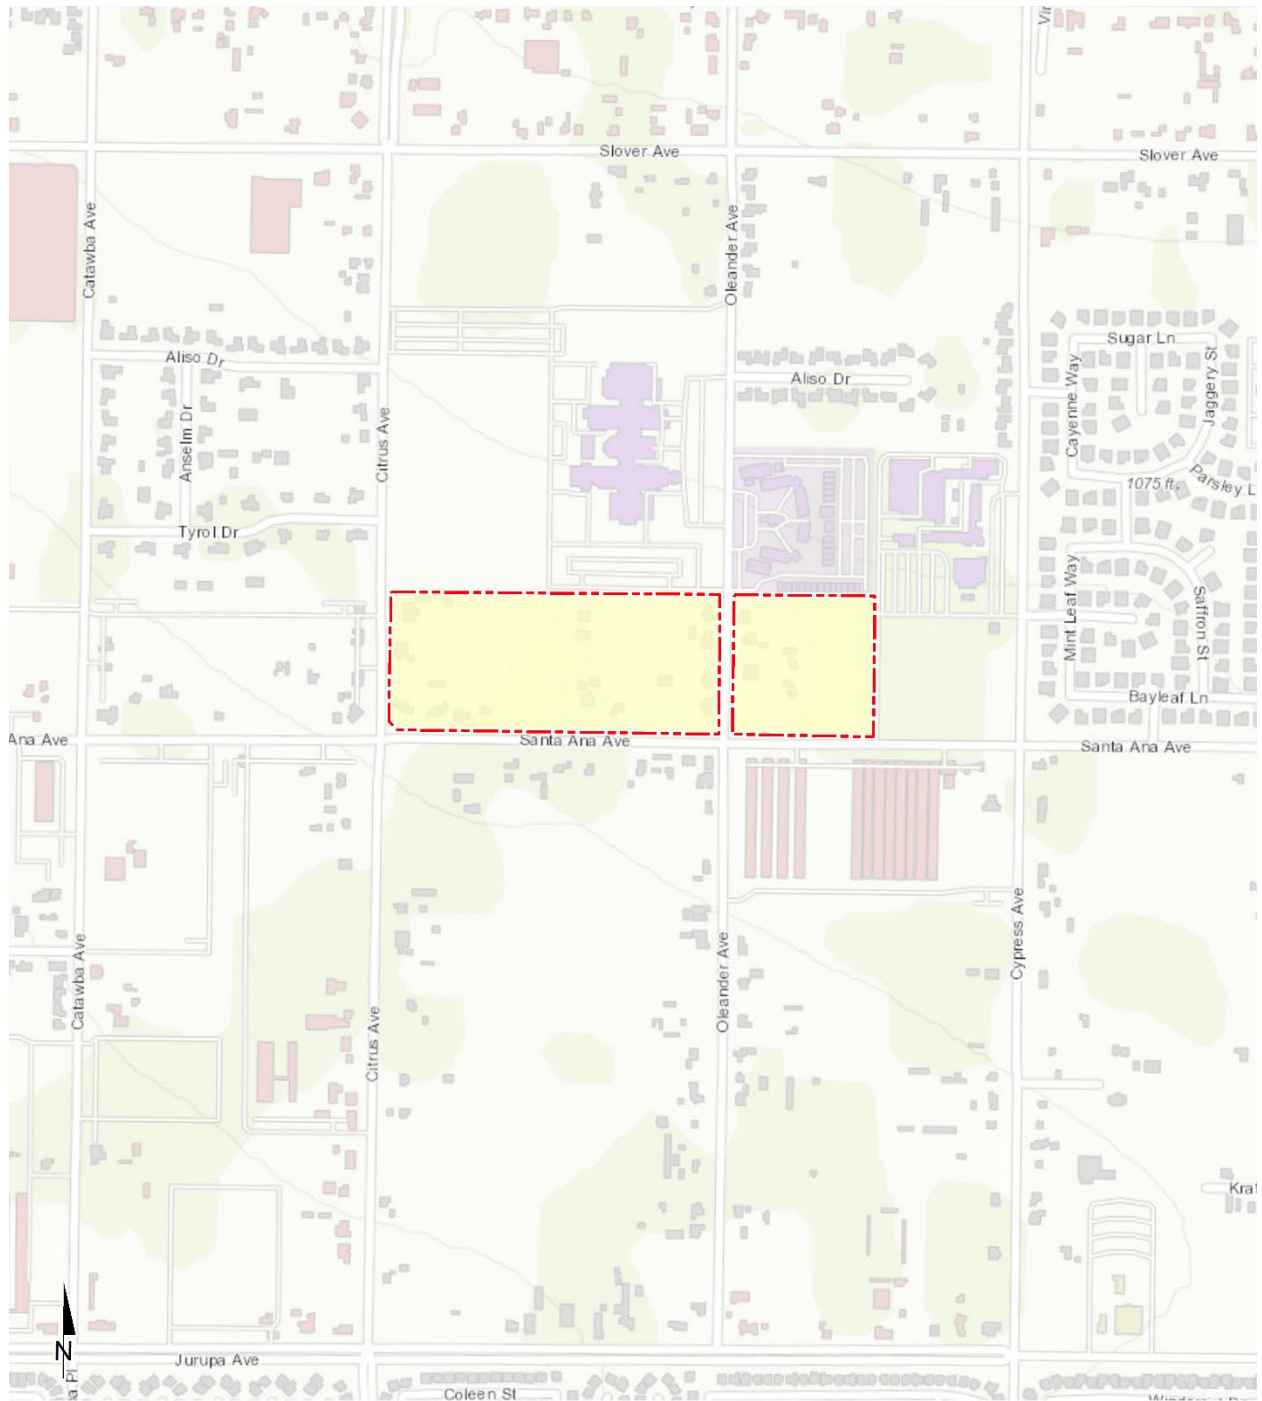 Slover Ave
Slover Ave
Catawba Ave
Oleander Ave
Sugar Ln
Aliso Dr
Aliso Dr
Cayenne Way
Jaggery St
Anselm Dr
Citrus Ave
1075 ft.
Parsley L
Tyrol Dr
Mint Leaf Way
Saffron St
Bayleaf Ln
Ana Ave
Santa Ana Ave
Santa Ana Ave
Catawba Ave
Oleander Ave
Cypress Ave
Citrus Ave
Kraf
N
Jurupa Ave
a Pl
Coleen St